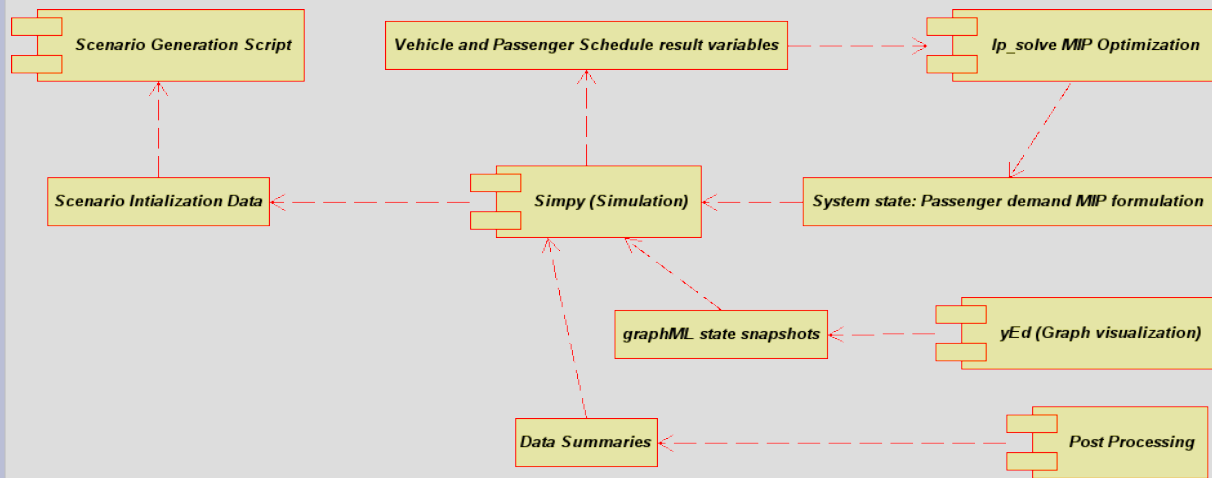 Scenario Generation Script
Vehicle and Passenger Schedule result variables
lp_solve MIP Optimization
Scenario Intialization Data
Simpy (Simulation)
System state: Passenger demand MIP formulation
graphML state snapshots
yEd (Graph visualization)
Data Summaries
Post Processing